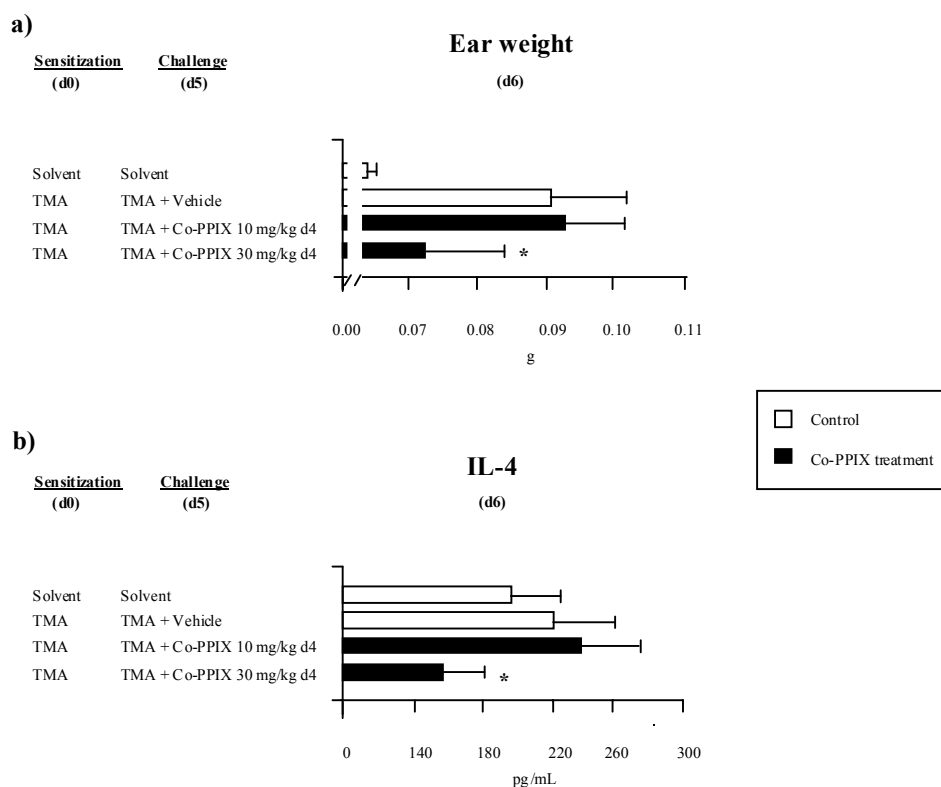 a)
Ear weight
Sensitization Challenge
(d0) (d5) (d6)
Solvent Solvent
TMA TMA + Vehicle
TMA TMA + Co-PPIX 10 mg/kg d4
TMA TMA + Co-PPIX 30 mg/kg d4 *
0.00 0.07 0.08 0.09 0.10 0.11
g
Control
Co-PPIX treatment
b)
IL-4
Sensitization Challenge
(d0) (d5) (d6)
Solvent Solvent
TMA TMA + Vehicle
TMA TMA + Co-PPIX 10 mg/kg d4
TMA TMA + Co-PPIX 30 mg/kg d4 *
0 140 180 220 260 300
pg/mL